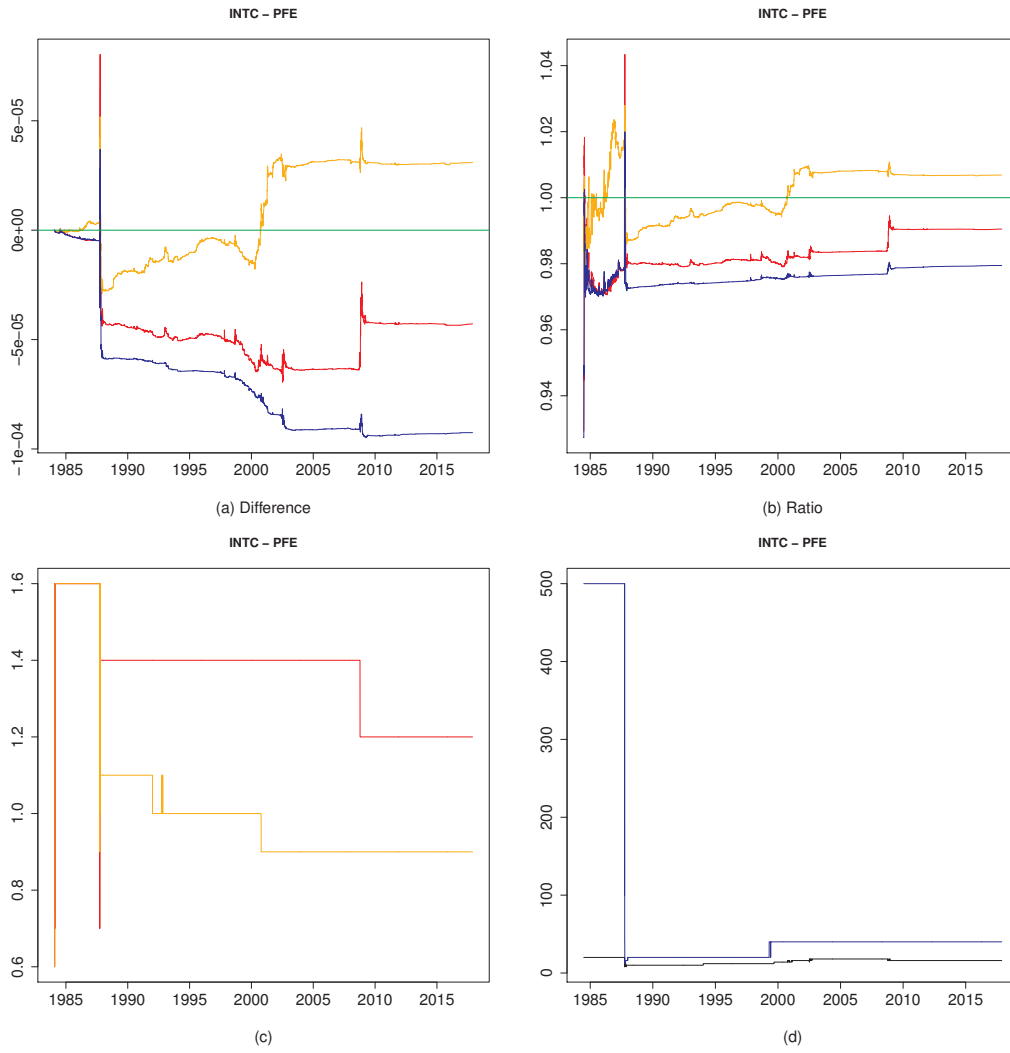 INTC − PFE
5e−05
0e+00
−5e−05
−1e−04
1985 1990 1995 2000 2005 2010 2015
(a) Difference
INTC − PFE
1.04
1.02
1.00
0.98
0.96
0.94
1985 1990 1995 2000 2005 2010 2015
(b) Ratio
INTC − PFE
1.6
1.4
1.2
1.0
0.8
0.6
1985 1990 1995 2000 2005 2010 2015
(c)
INTC − PFE
500
400
300
200
100
0
1985 1990 1995 2000 2005 2010 2015
(d)